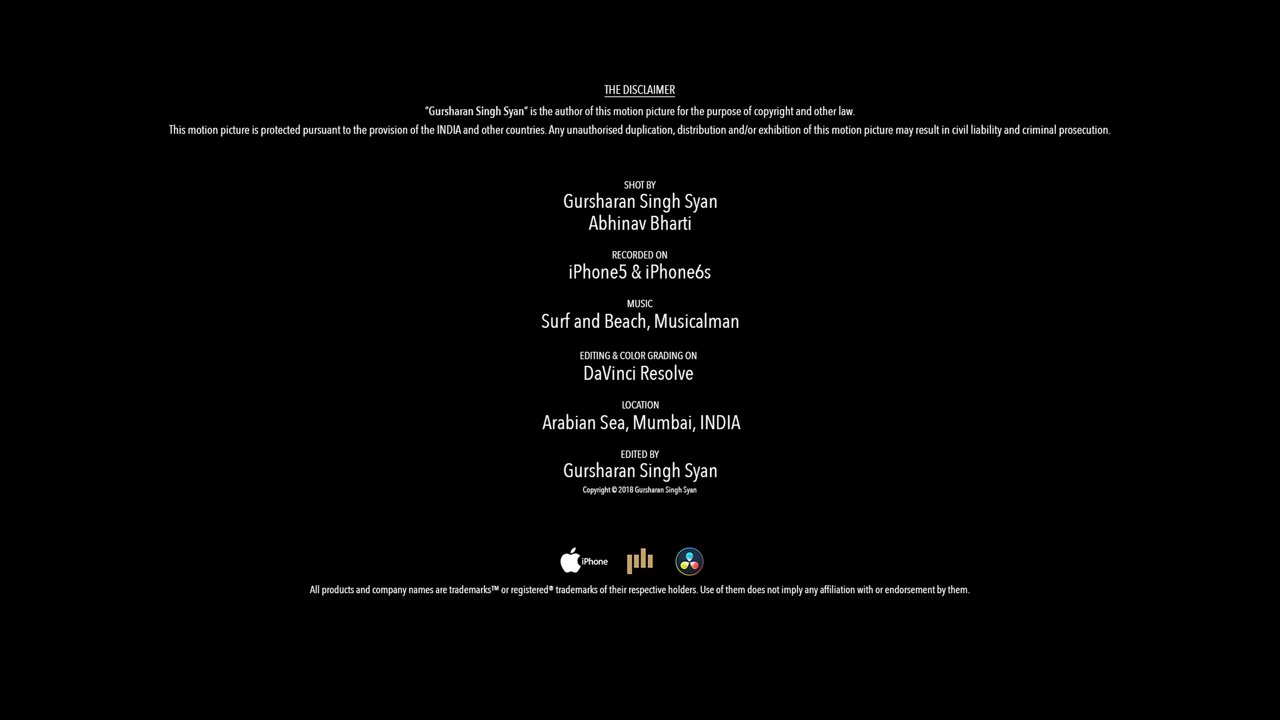 THE DISCLAIMER
“Gursharan Singh Syan” is the author of this motion picture for the purpose of copyright and other law.
This motion picture is protected pursuant to the provision of the INDIA and other countries. Any unauthorised duplication, distribution and/or exhibition of this motion picture may result in civil liability and criminal prosecution.
SHOT BY
Gursharan Singh Syan
Abhinav Bharti
RECORDED ON
iPhone5 & iPhone6s
MUSIC
Surf and Beach, Musicalman
EDITING & COLOR GRADING ON
DaVinci Resolve
LOCATION
Arabian Sea, Mumbai, INDIA
EDITED BY
Gursharan Singh Syan
Copyright © 2018 Gursharan Singh Syan
iPhone
All products and company names are trademarks™ or registered® trademarks of their respective holders. Use of them does not imply any affiliation with or endorsement by them.